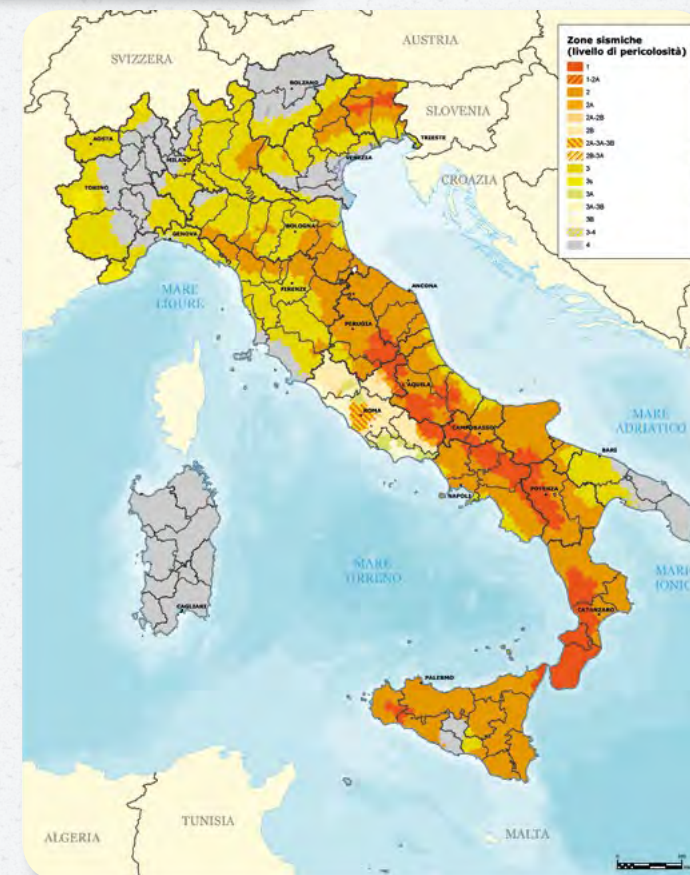 Zone sismiche
(livello di pericolosità)
1
1-2A
2
2A
2A-2B
2B
2A-3A-3B
2B-3A
3
3s
3A
3A-3B
3B
3-4
4
AUSTRIA
SVIZZERA
BOLZANO
SLOVENIA
AOSTA
TRIESTE
MILANO
VENEZIA
TORINO
CROAZIA
BOLOGNA
GENOVA
FIRENZE
ANCONA
MARE
LIGURE
PERUGIA
L'AQUILA
ROMA
CAMPOBASSO
MARE
ADRIATICO
BARI
NAPOLI
POTENZA
MARE
TIRRENO
MARE
IONIO
CAGLIARI
CATANZARO
PALERMO
TUNISIA
ALGERIA
MALTA
0